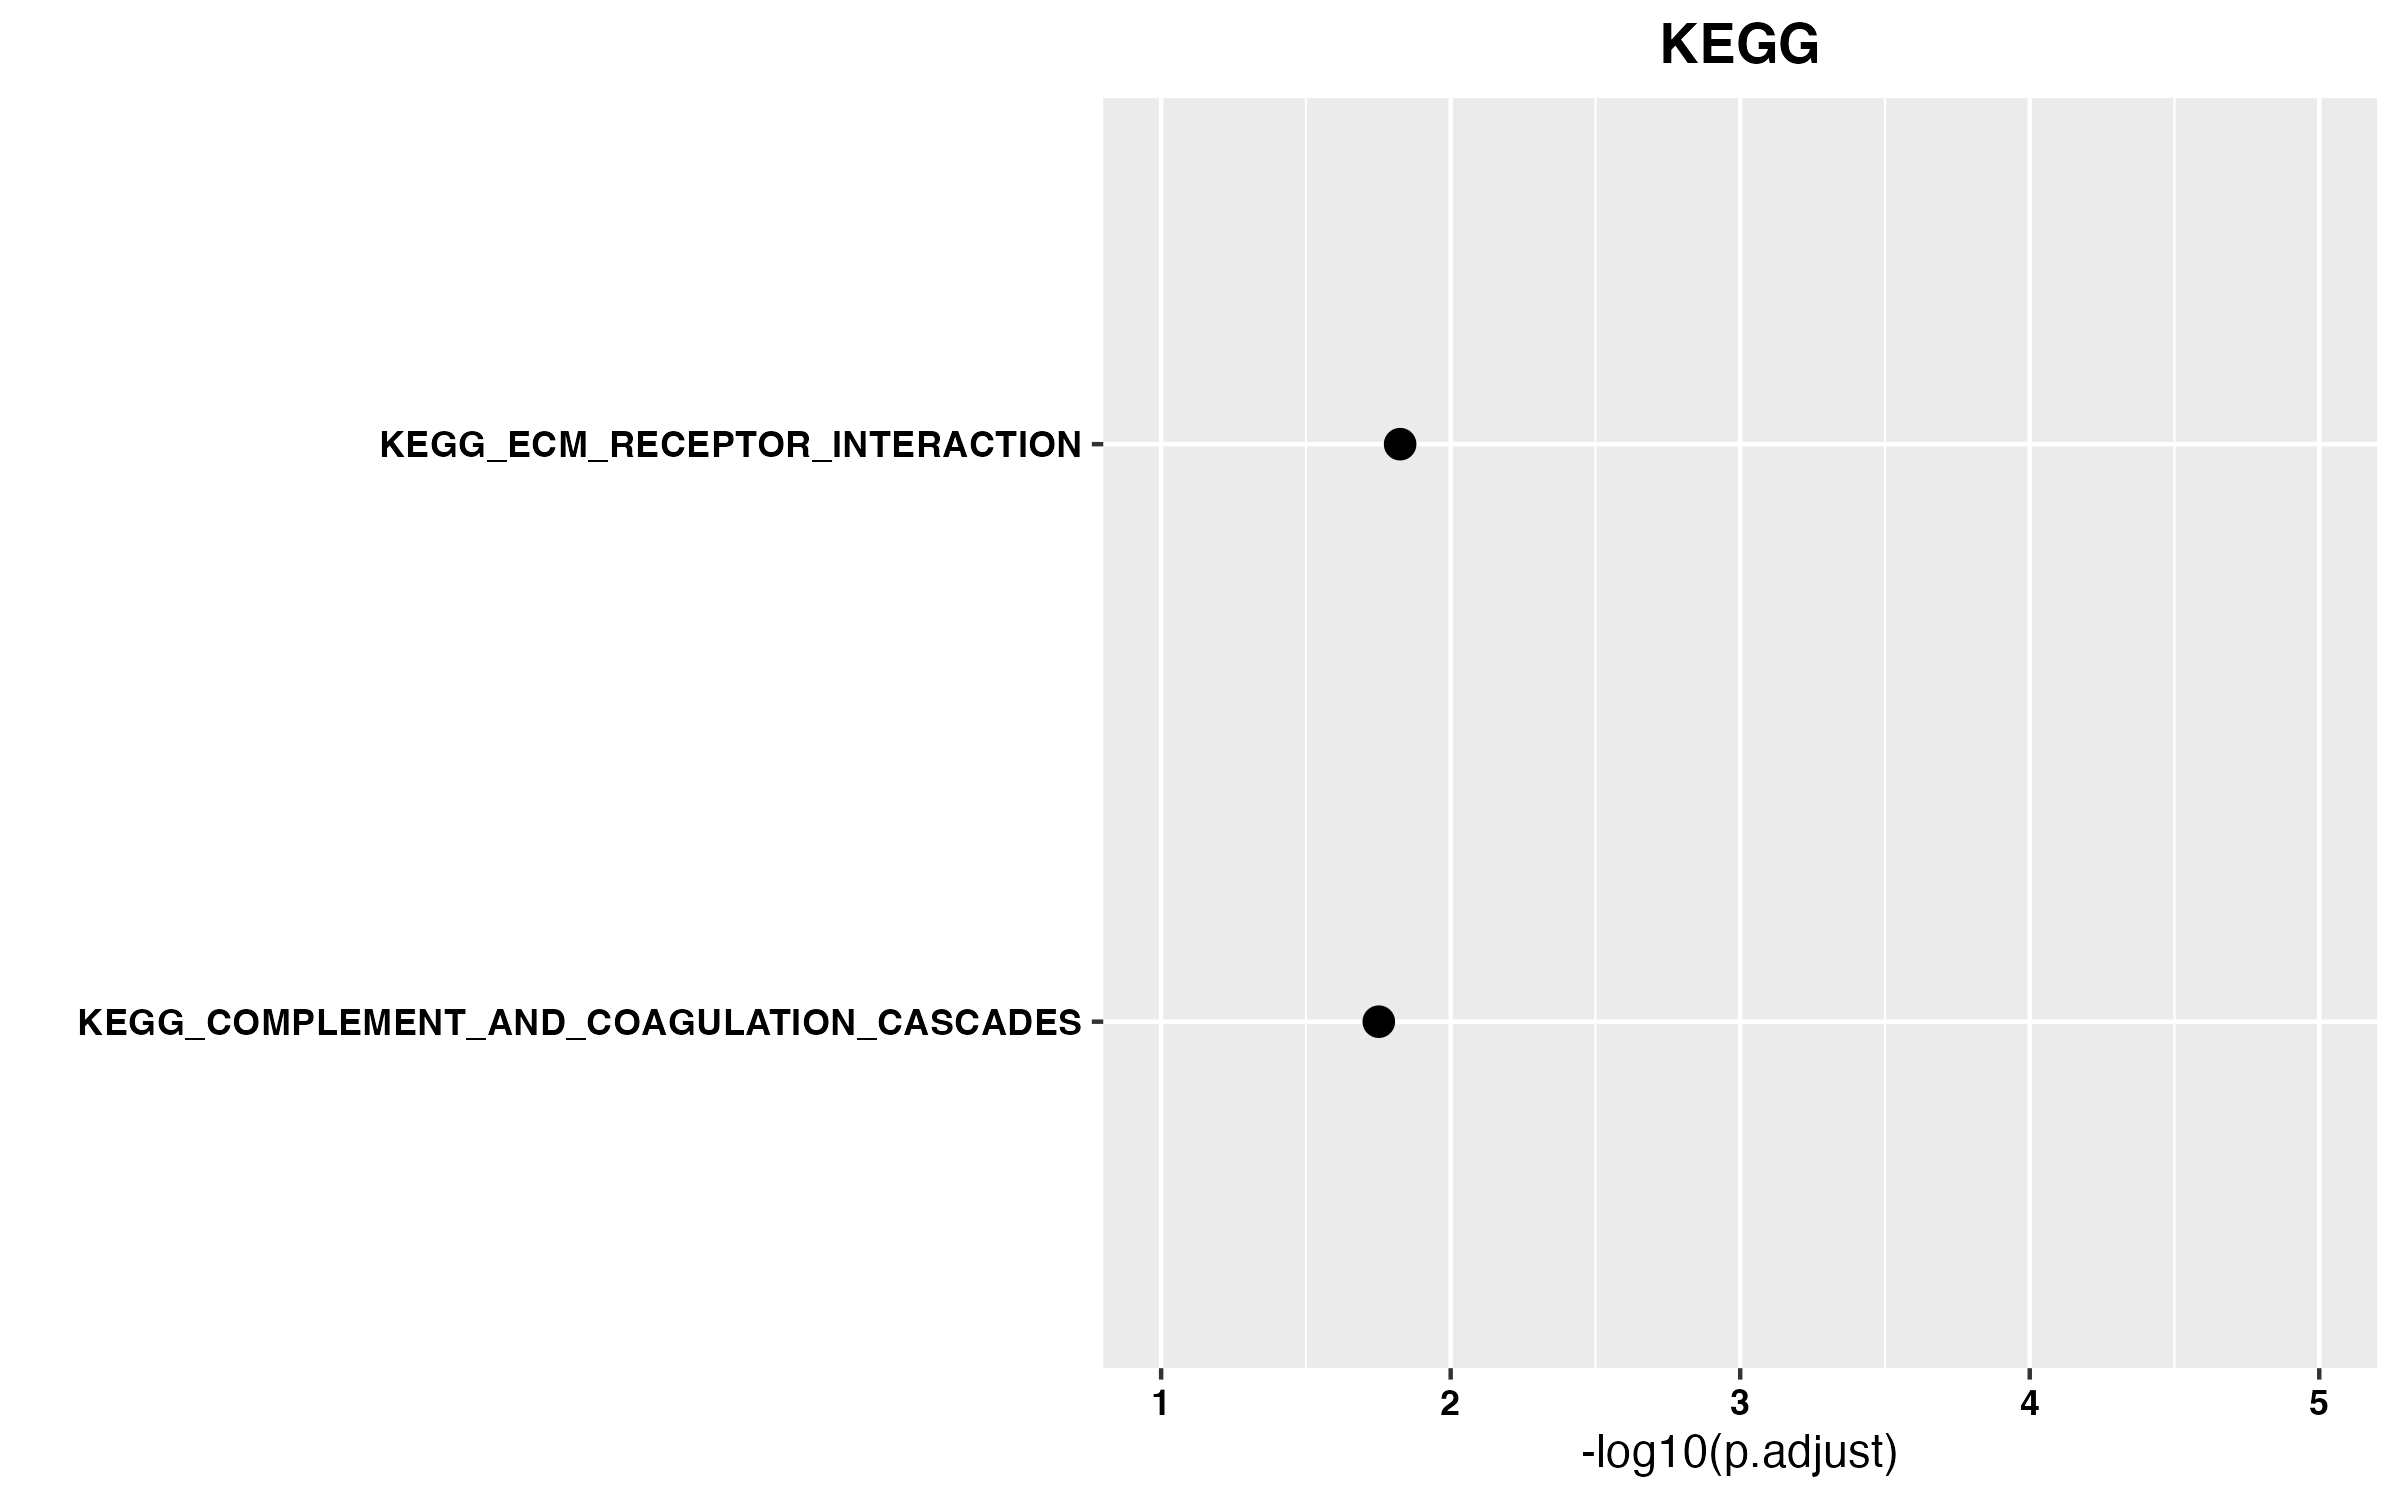 KEGG
KEGG_ECM_RECEPTOR_INTERACTION
KEGG_COMPLEMENT_AND_COAGULATION_CASCADES
1 2 3 4 5
-log10(p.adjust)